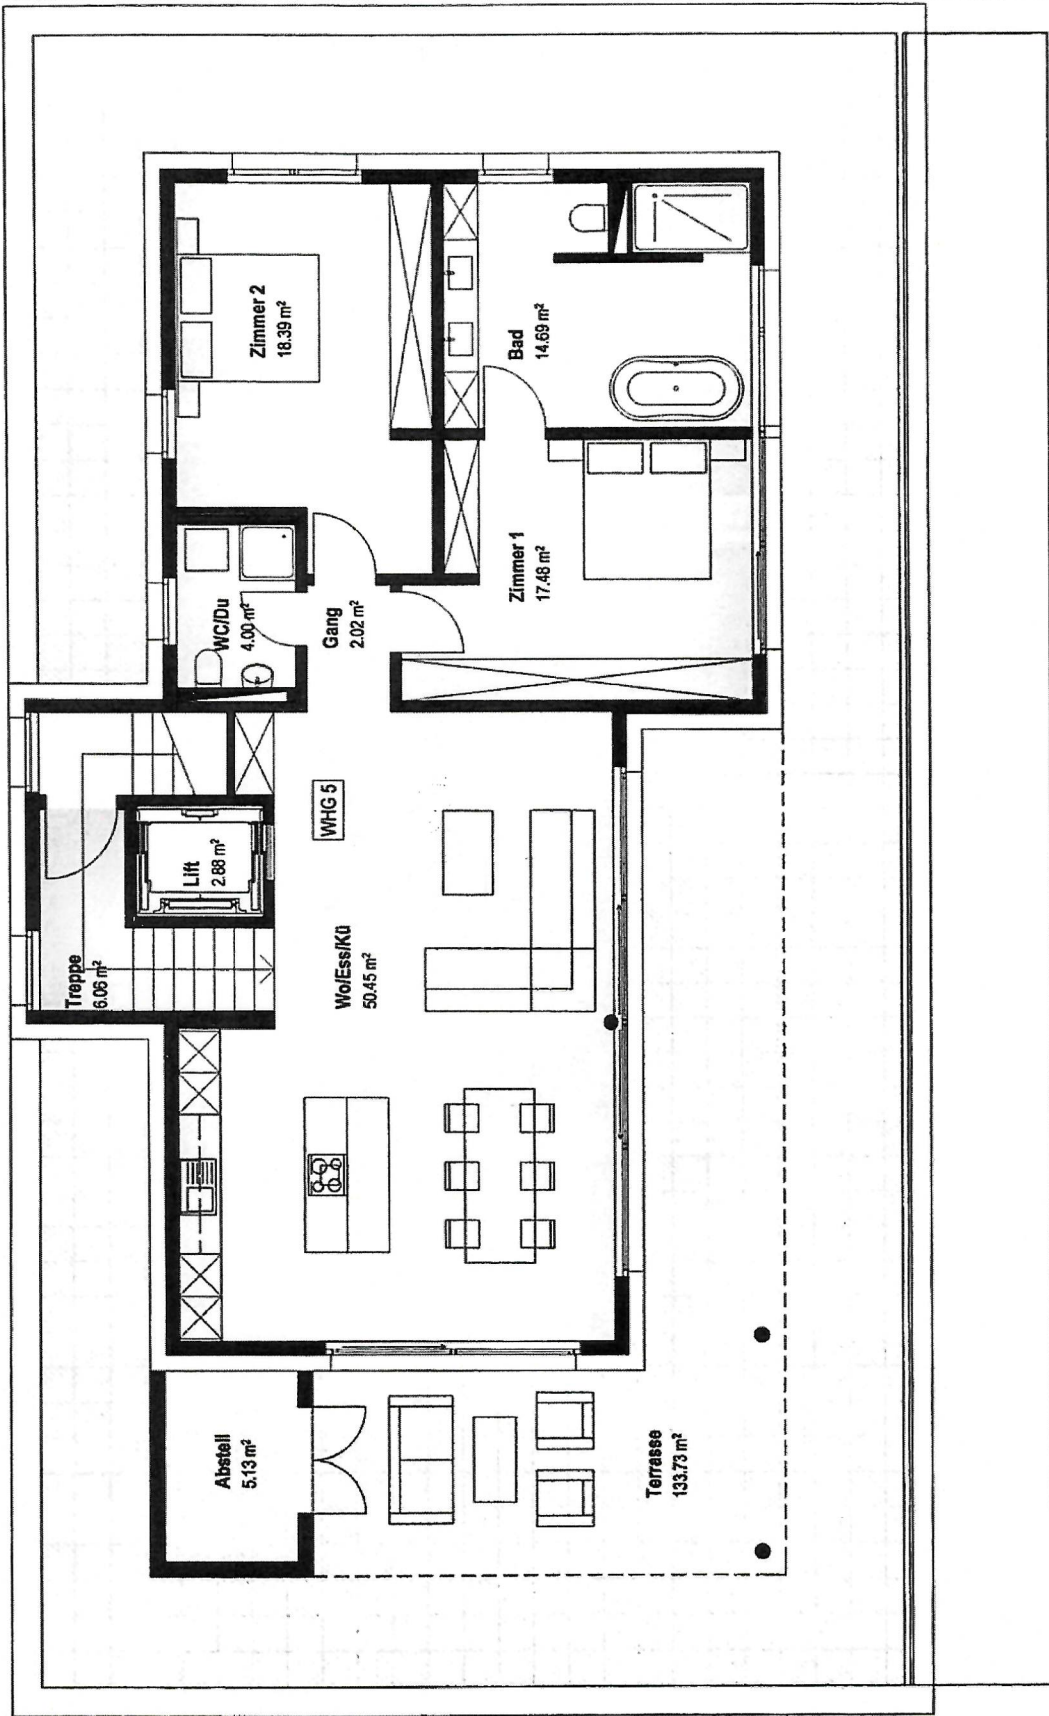 Zimmer 2
18.39 m²
Bad
14.69 m²
WC/Du
4.00 m²
Gang
2.02 m²
Zimmer 1
17.48 m²
Treppe
6.06 m²
Lift
2.88 m²
WHG 5
Wo/Ess/Kü
50.45 m²
Abstell
5.13 m²
Terrasse
133.73 m²